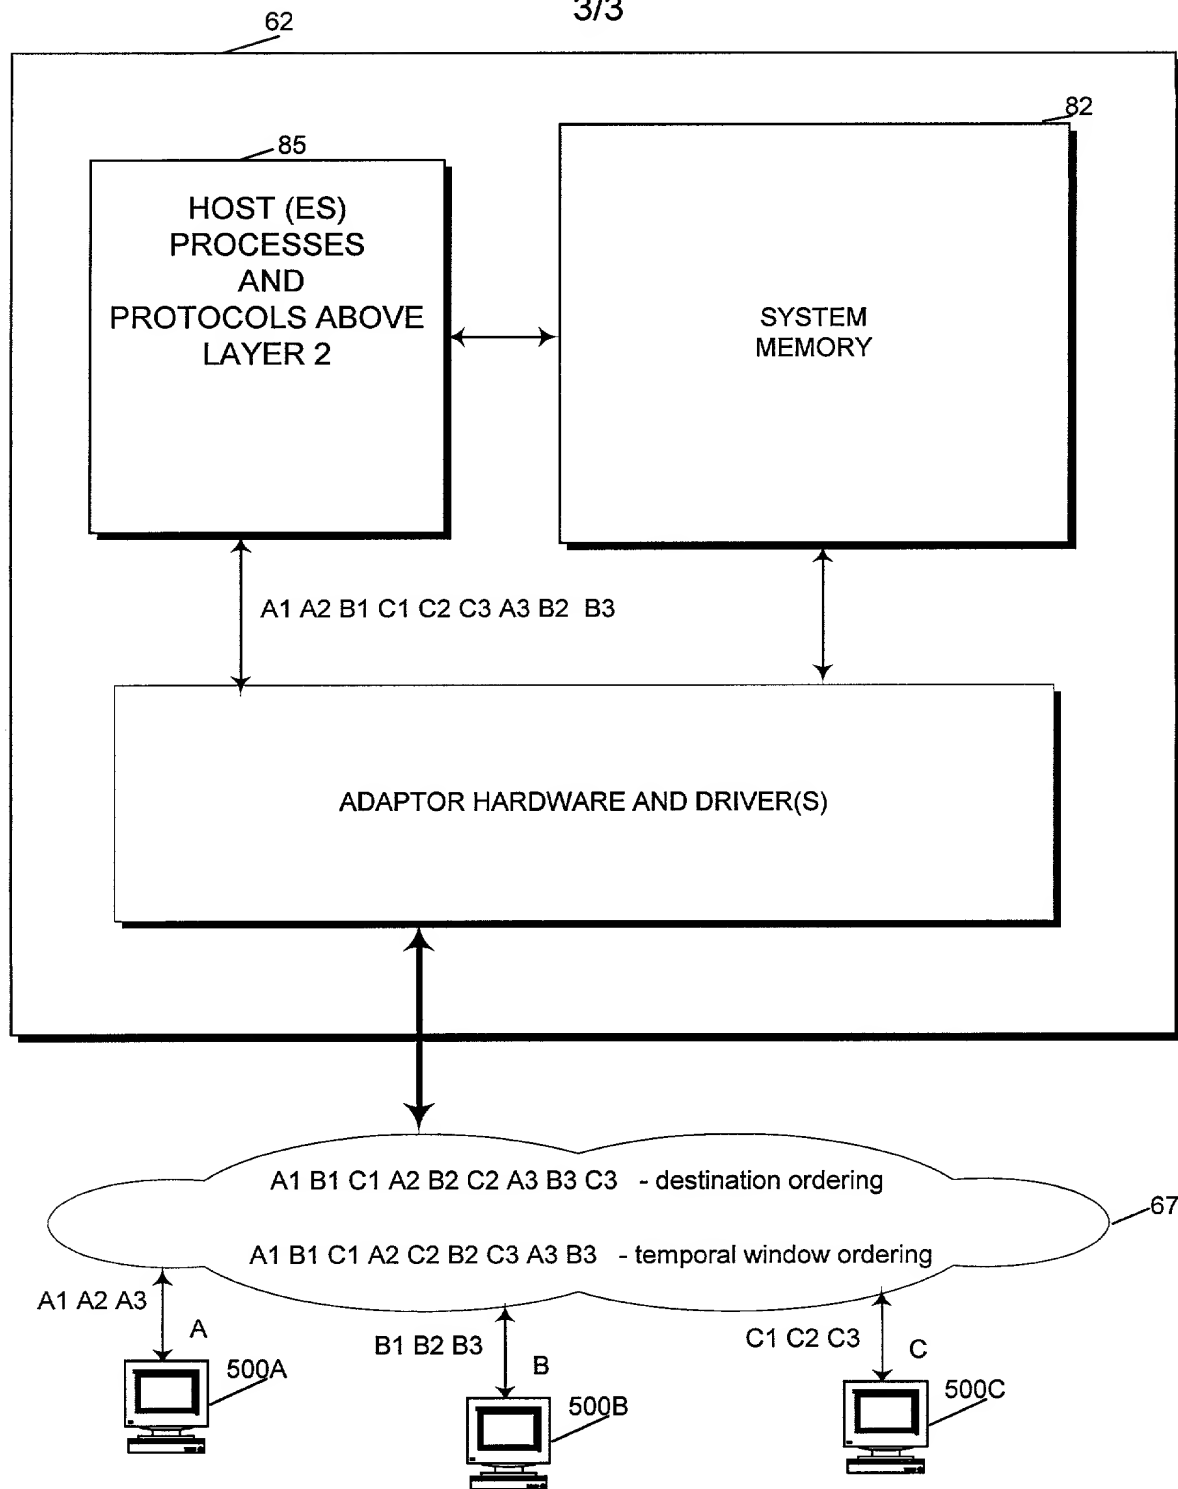 3/3
62
82
85
HOST (ES)
PROCESSES
AND
PROTOCOLS ABOVE
LAYER 2
SYSTEM
MEMORY
A1 A2 B1 C1 C2 C3 A3 B2 B3
ADAPTOR HARDWARE AND DRIVER(S)
A1 B1 C1 A2 B2 C2 A3 B3 C3 - destination ordering
67
A1 B1 C1 A2 C2 B2 C3 A3 B3 - temporal window ordering
A1 A2 A3
A
B1 B2 B3
B
C1 C2 C3
C
500A
500B
500C